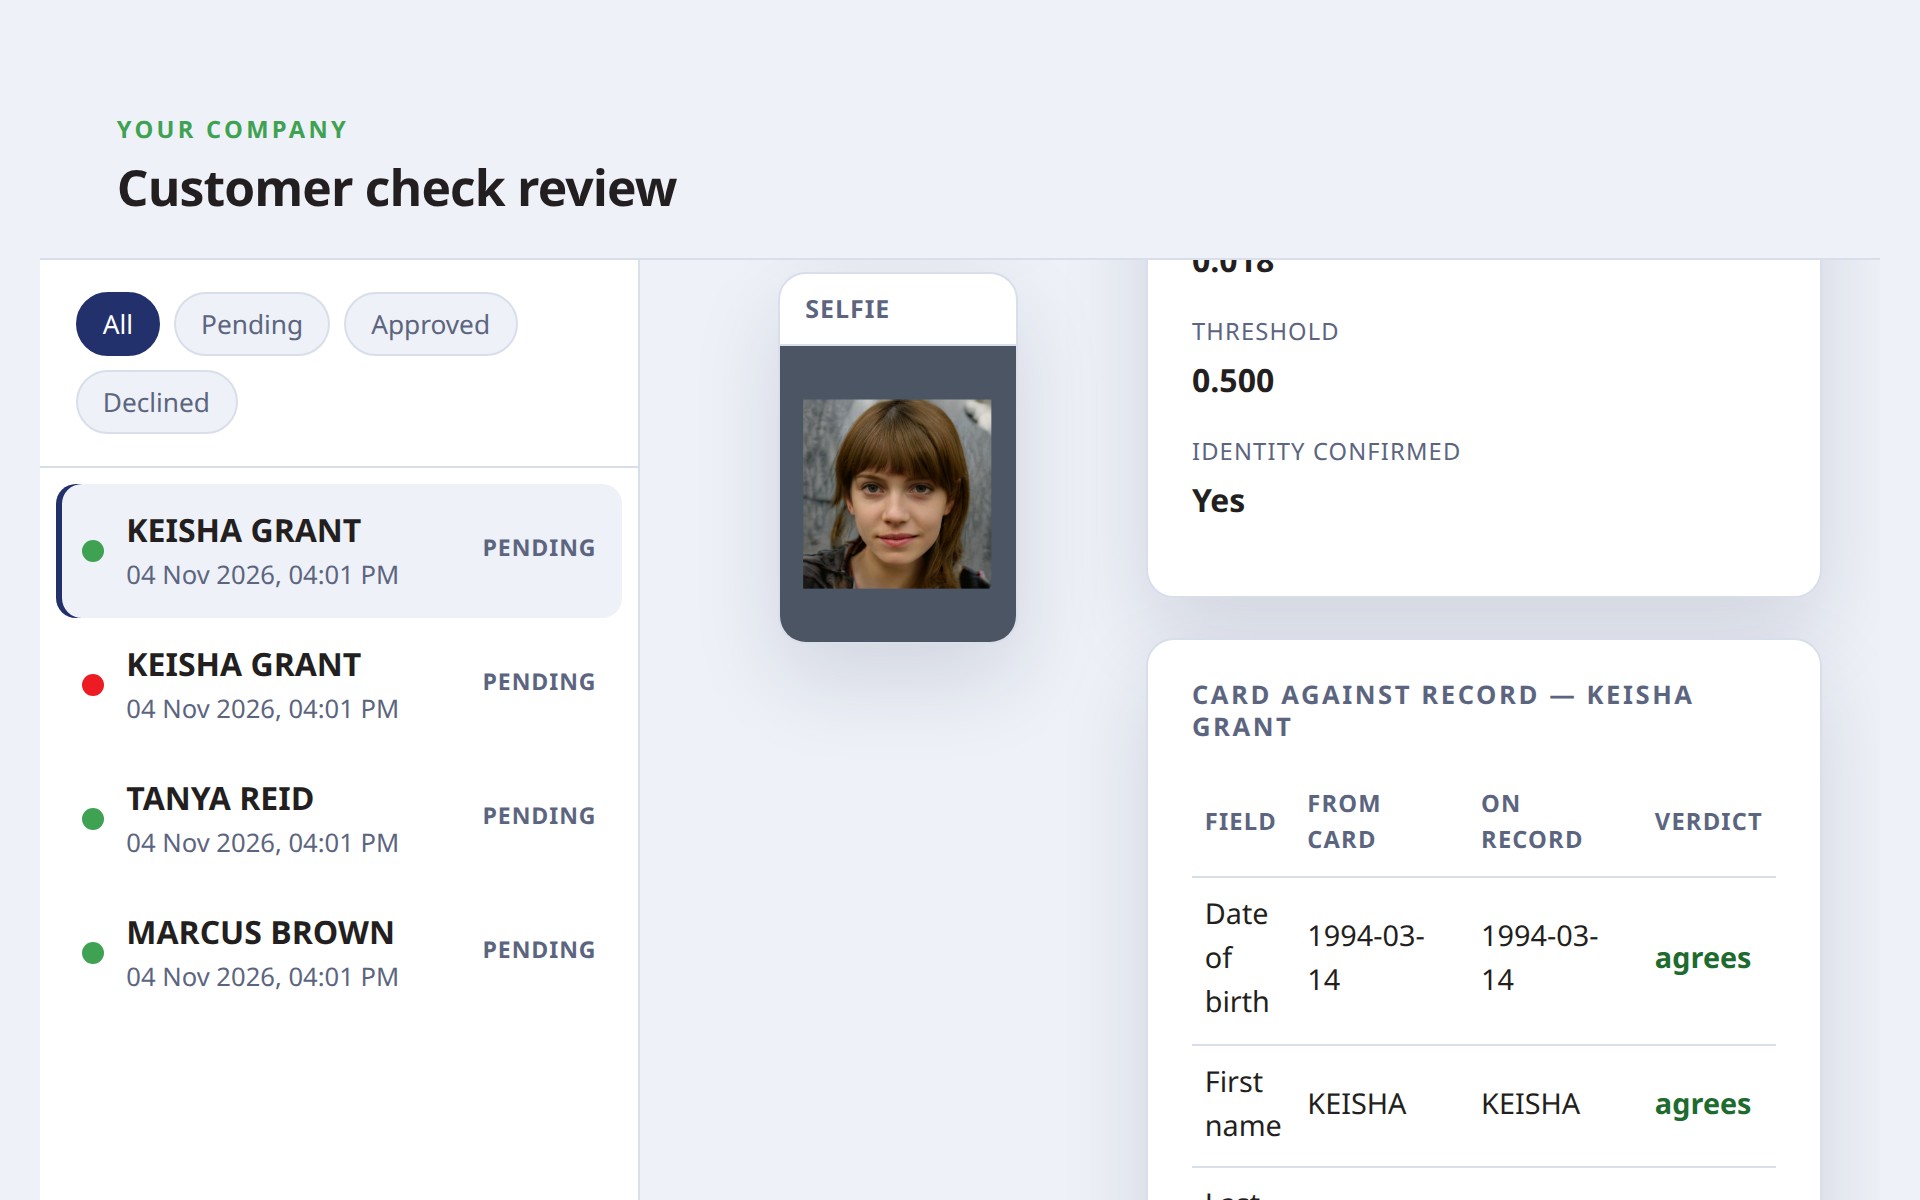 YOUR COMPANY
Customer check review
All
Pending
Approved
Declined
KEISHA GRANT
04 Nov 2026, 04:01 PM
PENDING
KEISHA GRANT
04 Nov 2026, 04:01 PM
PENDING
TANYA REID
04 Nov 2026, 04:01 PM
PENDING
MARCUS BROWN
04 Nov 2026, 04:01 PM
PENDING
SELFIE
0.018
THRESHOLD
0.500
IDENTITY CONFIRMED
Yes
CARD AGAINST RECORD — KEISHA
GRANT
FIELD
FROM
CARD
ON
RECORD
VERDICT
Date
of
birth
1994-03-
14
1994-03-
14
agrees
First
name
KEISHA
KEISHA
agrees
Last